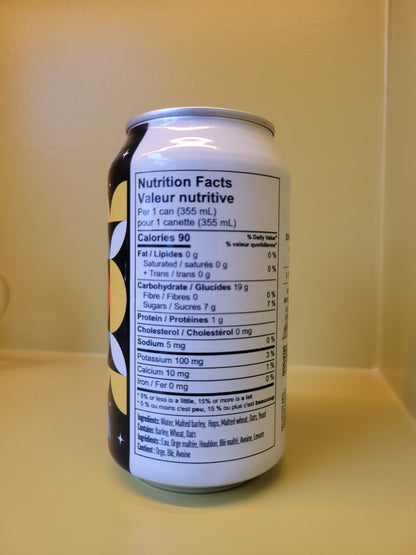 Nutrition Facts
Valeur nutritive
Per 1 can (355 mL)
pour 1 canette (355 mL)
Calories 90
% Daily Value*
% valeur quotidienne*
Fat / Lipides 0 g 0 %
Saturated / saturés 0 g
+ Trans / trans 0 g 0 %
Carbohydrate / Glucides 19 g
Fibre / Fibres 0 0 %
Sugars / Sucres 7 g 7 %
Protein / Protéines 1 g
Cholesterol / Cholestérol 0 mg
Sodium 5 mg 0 %
Potassium 100 mg 3 %
Calcium 10 mg 1 %
Iron / Fer 0 mg 0 %
* 5% or less is a little, 15% or more is a lot
* 5 % ou moins c'est peu, 15 % ou plus c'est beaucoup
Ingredients: Water, Malted barley, Hops, Malted wheat, Oats, Yeast
Contains: Barley, Wheat, Oats
Ingrédients : Eau, Orge maltée, Houblon, Blé malté, Avoine, Levure
Contient : Orge, Blé, Avoine